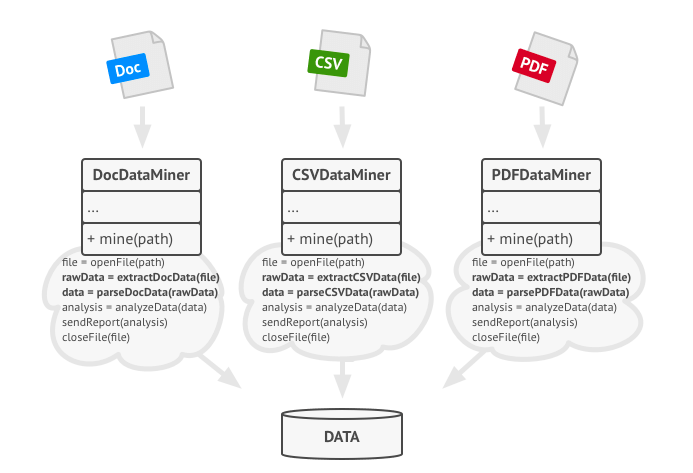 Doc
CSV
PDF
DocDataMiner
...
+ mine(path)
file = openFile(path)
rawData = extractDocData(file)
data = parseDocData(rawData)
analysis = analyzeData(data)
sendReport(analysis)
closeFile(file)
CSVDataMiner
...
+ mine(path)
file = openFile(path)
rawData = extractCSVData(file)
data = parseCSVData(rawData)
analysis = analyzeData(data)
sendReport(analysis)
closeFile(file)
PDFDataMiner
...
+ mine(path)
file = openFile(path)
rawData = extractPDFData(file)
data = parsePDFData(rawData)
analysis = analyzeData(data)
sendReport(analysis)
closeFile(file)
DATA